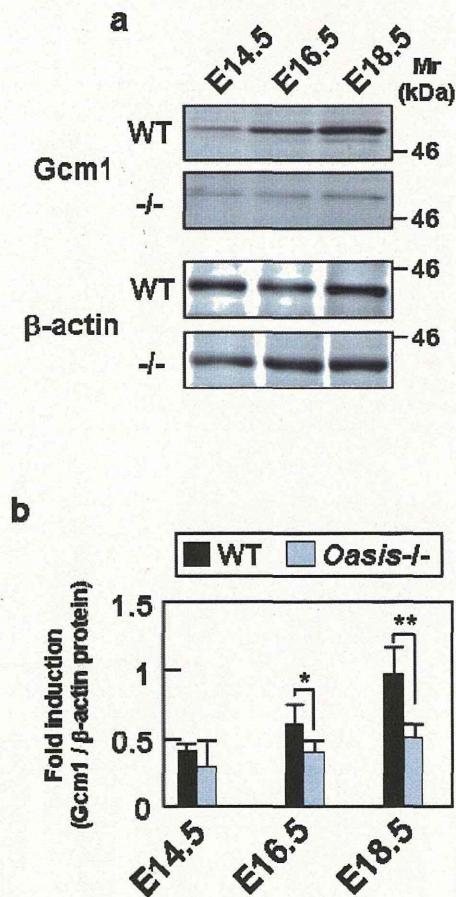 a
E14.5 E16.5 E18.5
Mr
(kDa)
Gcm1
WT
46
-/-
46
β-actin
WT
46
-/-
46
b
WT Oasis-/-
Fold induction
(Gcm1 / β-actin protein)
1.5
1
0.5
0
*
**
E14.5 E16.5 E18.5